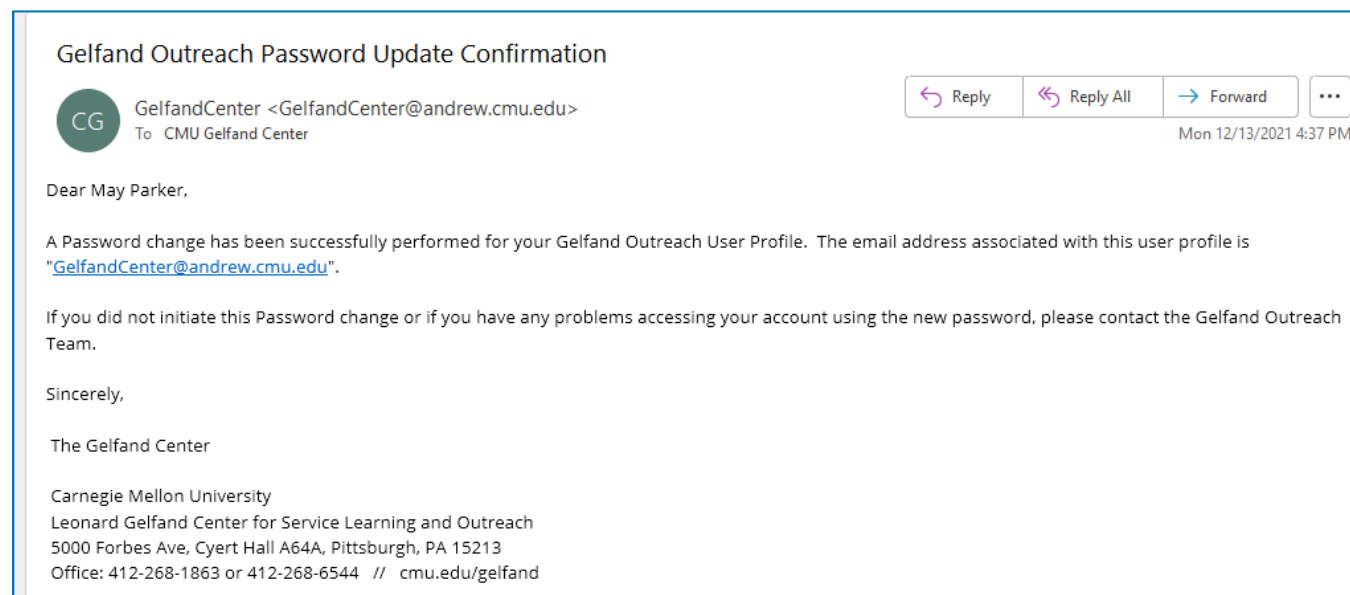 Gelfand Outreach Password Update Confirmation
CG
GelfandCenter <GelfandCenter@andrew.cmu.edu>
To CMU Gelfand Center
Reply
Reply All
Forward
...
Mon 12/13/2021 4:37 PM
Dear May Parker,
A Password change has been successfully performed for your Gelfand Outreach User Profile.  The email address associated with this user profile is
"GelfandCenter@andrew.cmu.edu".
If you did not initiate this Password change or if you have any problems accessing your account using the new password, please contact the Gelfand Outreach
Team.
Sincerely,
The Gelfand Center
Carnegie Mellon University
Leonard Gelfand Center for Service Learning and Outreach
5000 Forbes Ave, Cyert Hall A64A, Pittsburgh, PA 15213
Office: 412-268-1863 or 412-268-6544  //  cmu.edu/gelfand